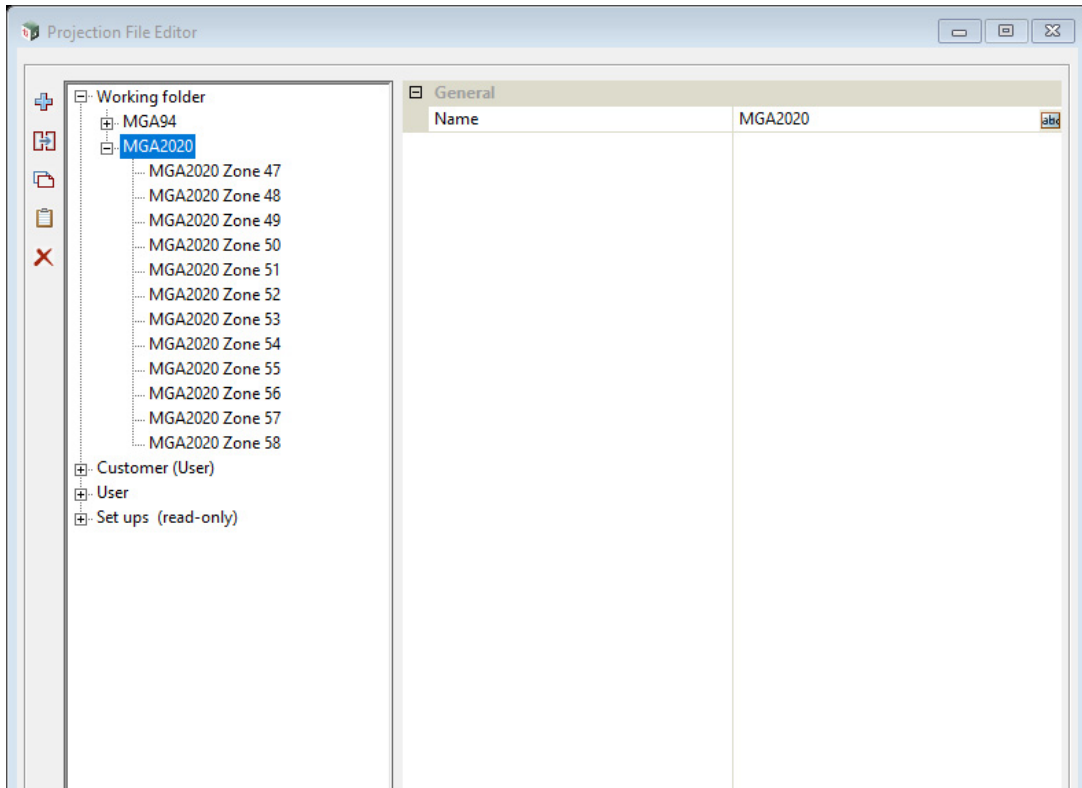 Projection File Editor
Working folder
MGA94
MGA2020
MGA2020 Zone 47
MGA2020 Zone 48
MGA2020 Zone 49
MGA2020 Zone 50
MGA2020 Zone 51
MGA2020 Zone 52
MGA2020 Zone 53
MGA2020 Zone 54
MGA2020 Zone 55
MGA2020 Zone 56
MGA2020 Zone 57
MGA2020 Zone 58
Customer (User)
User
Set ups (read-only)
General
Name MGA2020 abc